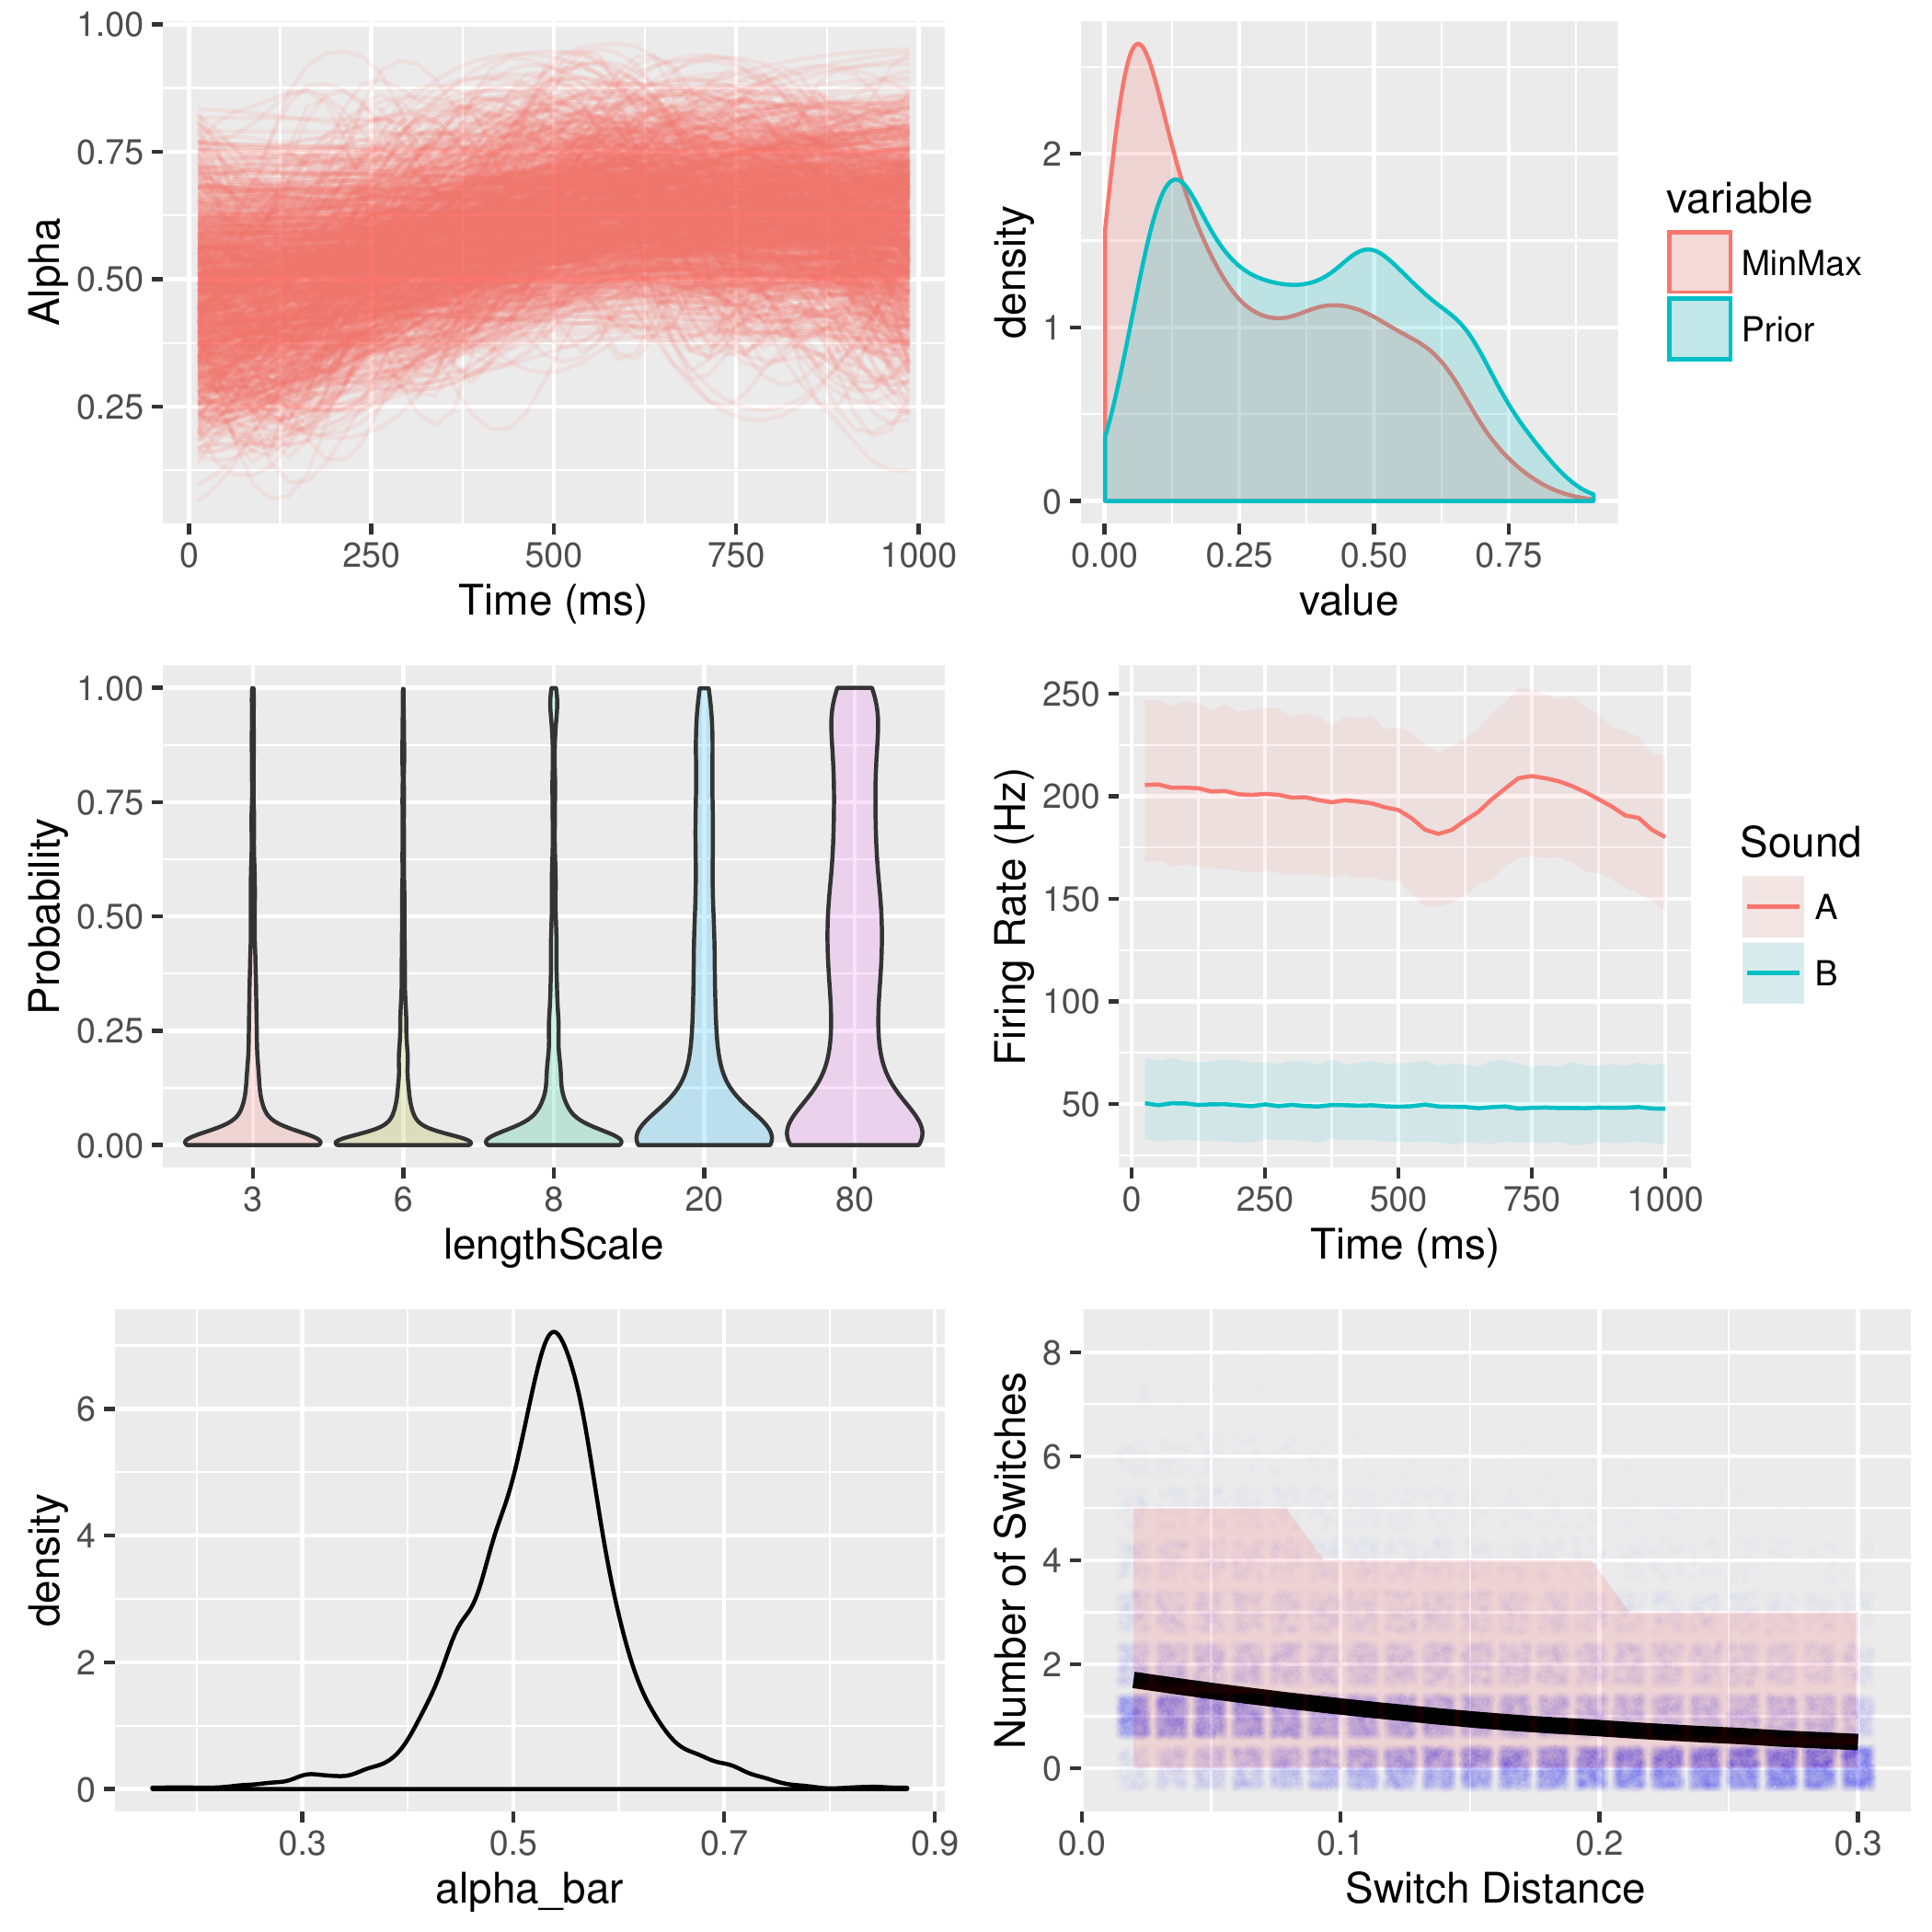 Alpha
1.00
0.75
0.50
0.25
0 250 500 750 1000
Time (ms)
density
2
1
0
0.00 0.25 0.50 0.75
value
variable
MinMax
Prior
Probability
1.00
0.75
0.50
0.25
0.00
3 6 8 20 80
lengthScale
Firing Rate (Hz)
250
200
150
100
50
0 250 500 750 1000
Time (ms)
Sound
A
B
density
6
4
2
0
0.3 0.5 0.7 0.9
alpha_bar
Number of Switches
8
6
4
2
0
0.0 0.1 0.2 0.3
Switch Distance